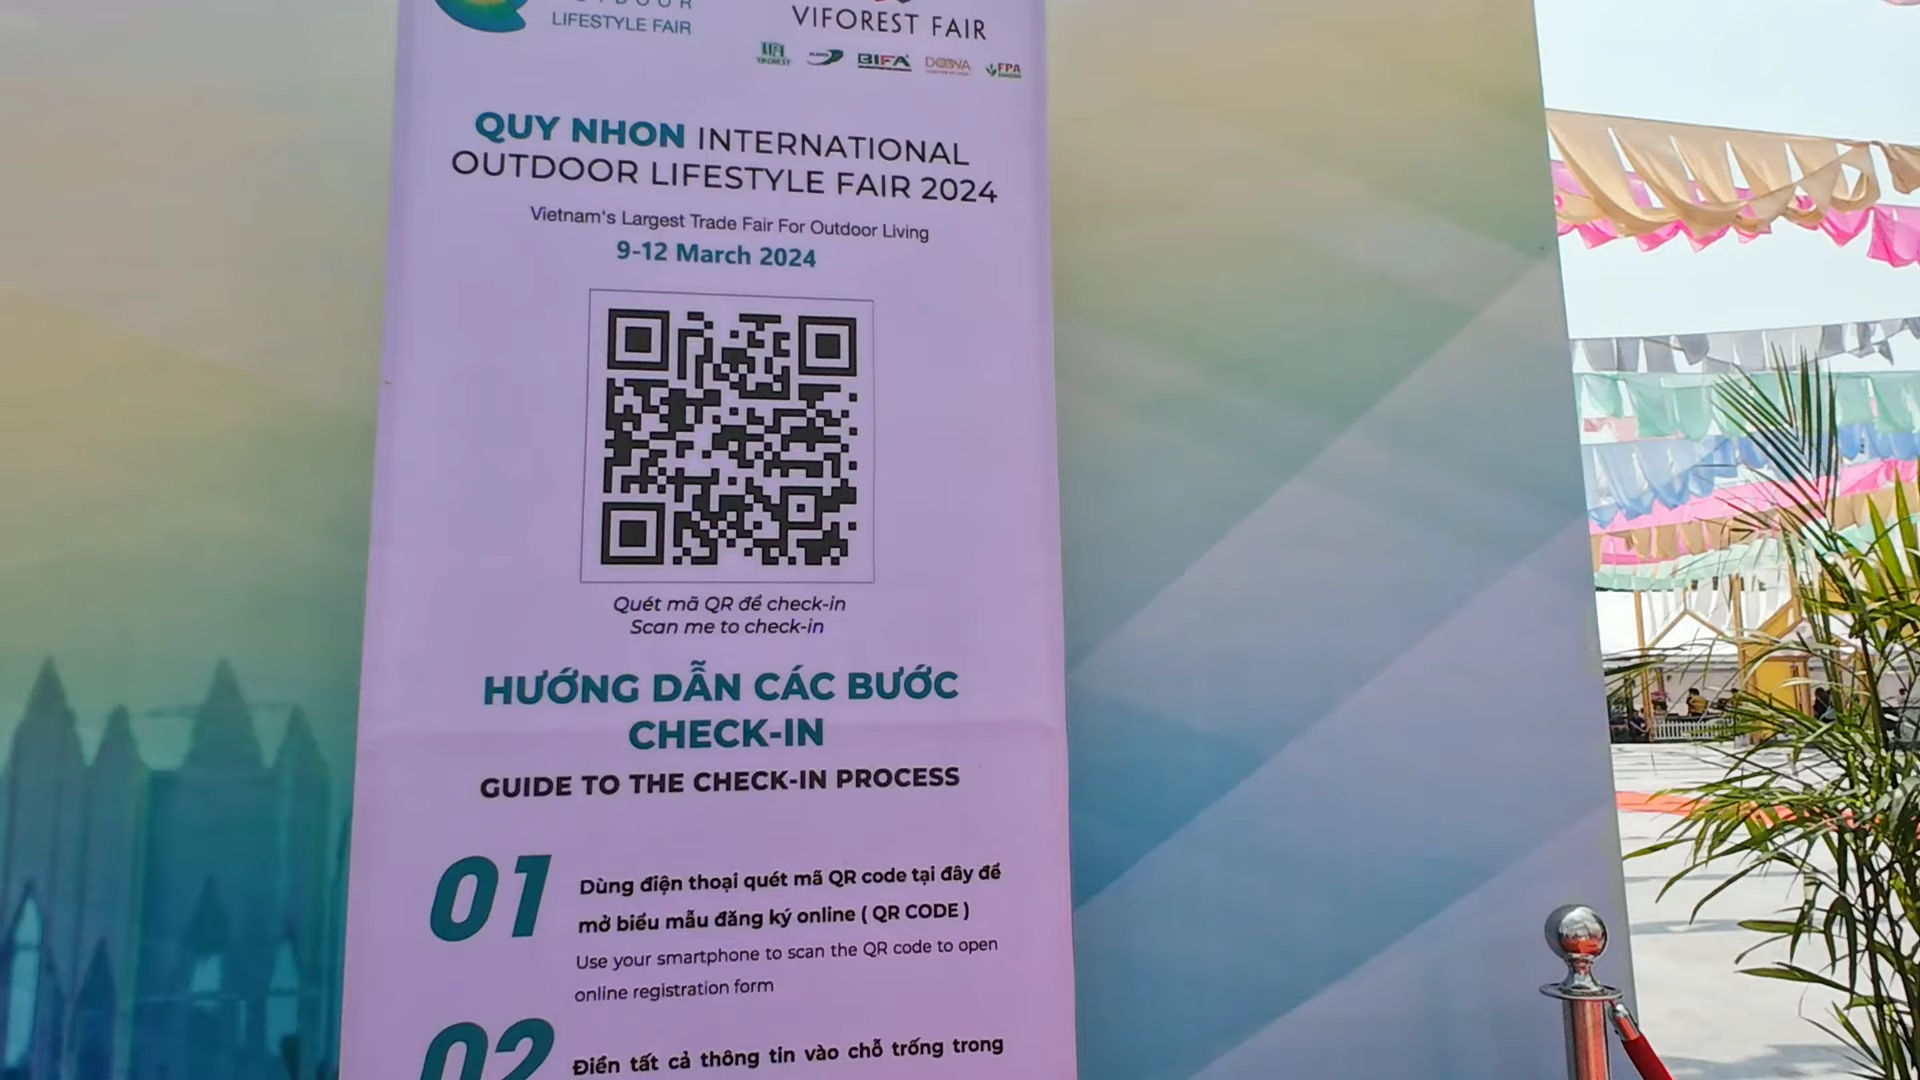 OUTDOOR
LIFESTYLE FAIR
VIFOREST FAIR
BIFA
DOWA
FPA
QUY NHON INTERNATIONAL
OUTDOOR LIFESTYLE FAIR 2024
Vietnam's Largest Trade Fair For Outdoor Living
9-12 March 2024
Quét mã QR để check-in
Scan me to check-in
HƯỚNG DẪN CÁC BƯỚC
CHECK-IN
GUIDE TO THE CHECK-IN PROCESS
01
Dùng điện thoại quét mã QR code tại đây để
mở biểu mẫu đăng ký online ( QR CODE )
Use your smartphone to scan the QR code to open
online registration form
02
Điền tất cả thông tin vào chỗ trống trong